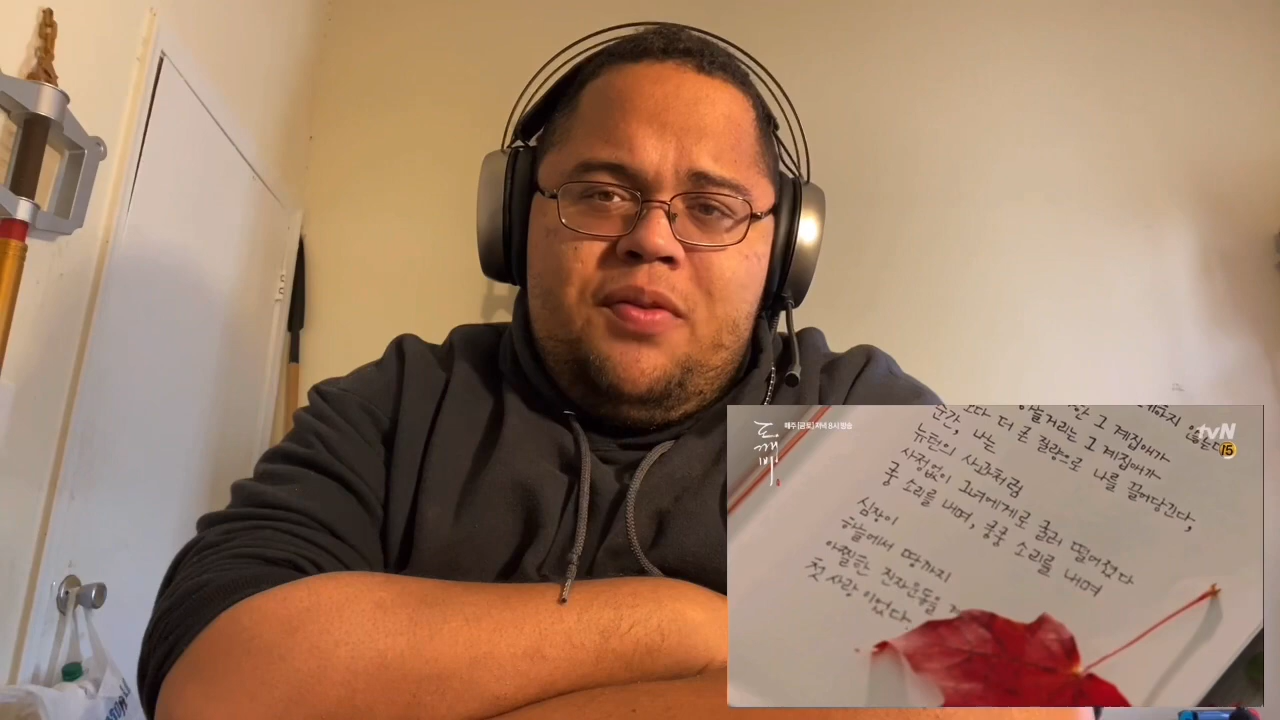 도깨비
매주 [금토] 저녁 8시 방송
tvN
15
한 그 계집애가
더 큰 질량으로 나를 끌어당긴다,
순간, 나는
뉴턴의 사과처럼
사정없이 그녀에게로 굴러 떨어졌다
쿵 소리를 내며, 쿵쿵 소리를 내며
심장이
하늘에서 땅까지
아찔한 진자운동을
첫사랑이었다.